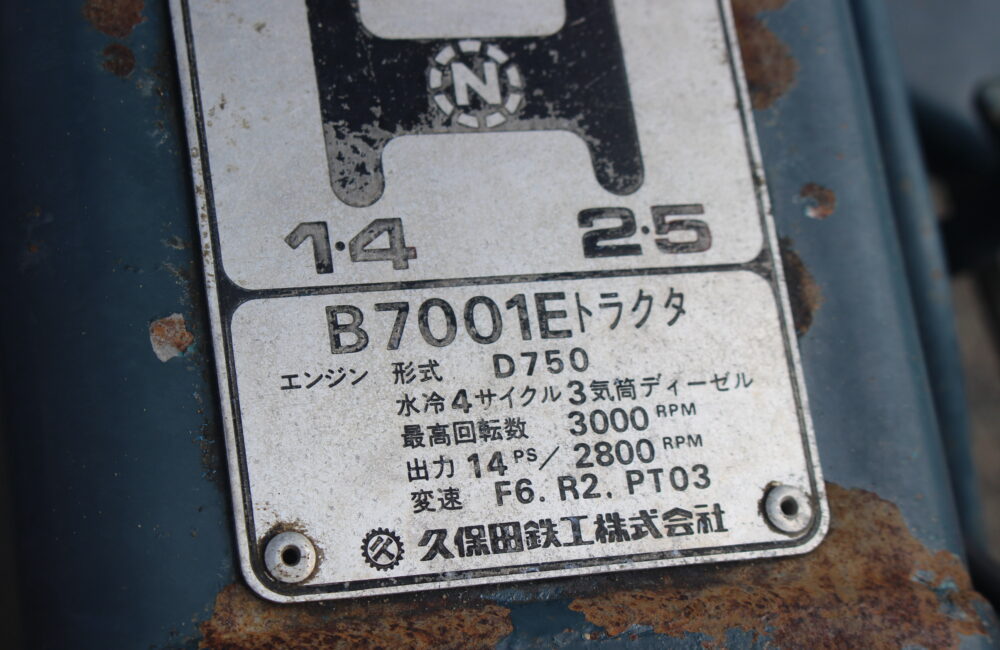 N
1·4 2·5
B7001Eトラクタ
エンジン 形式 D750
水冷4サイクル3気筒ディーゼル
最高回転数 3000 RPM
出力 14 PS/2800 RPM
変速 F6. R2. PT03
久保田鉄工株式会社